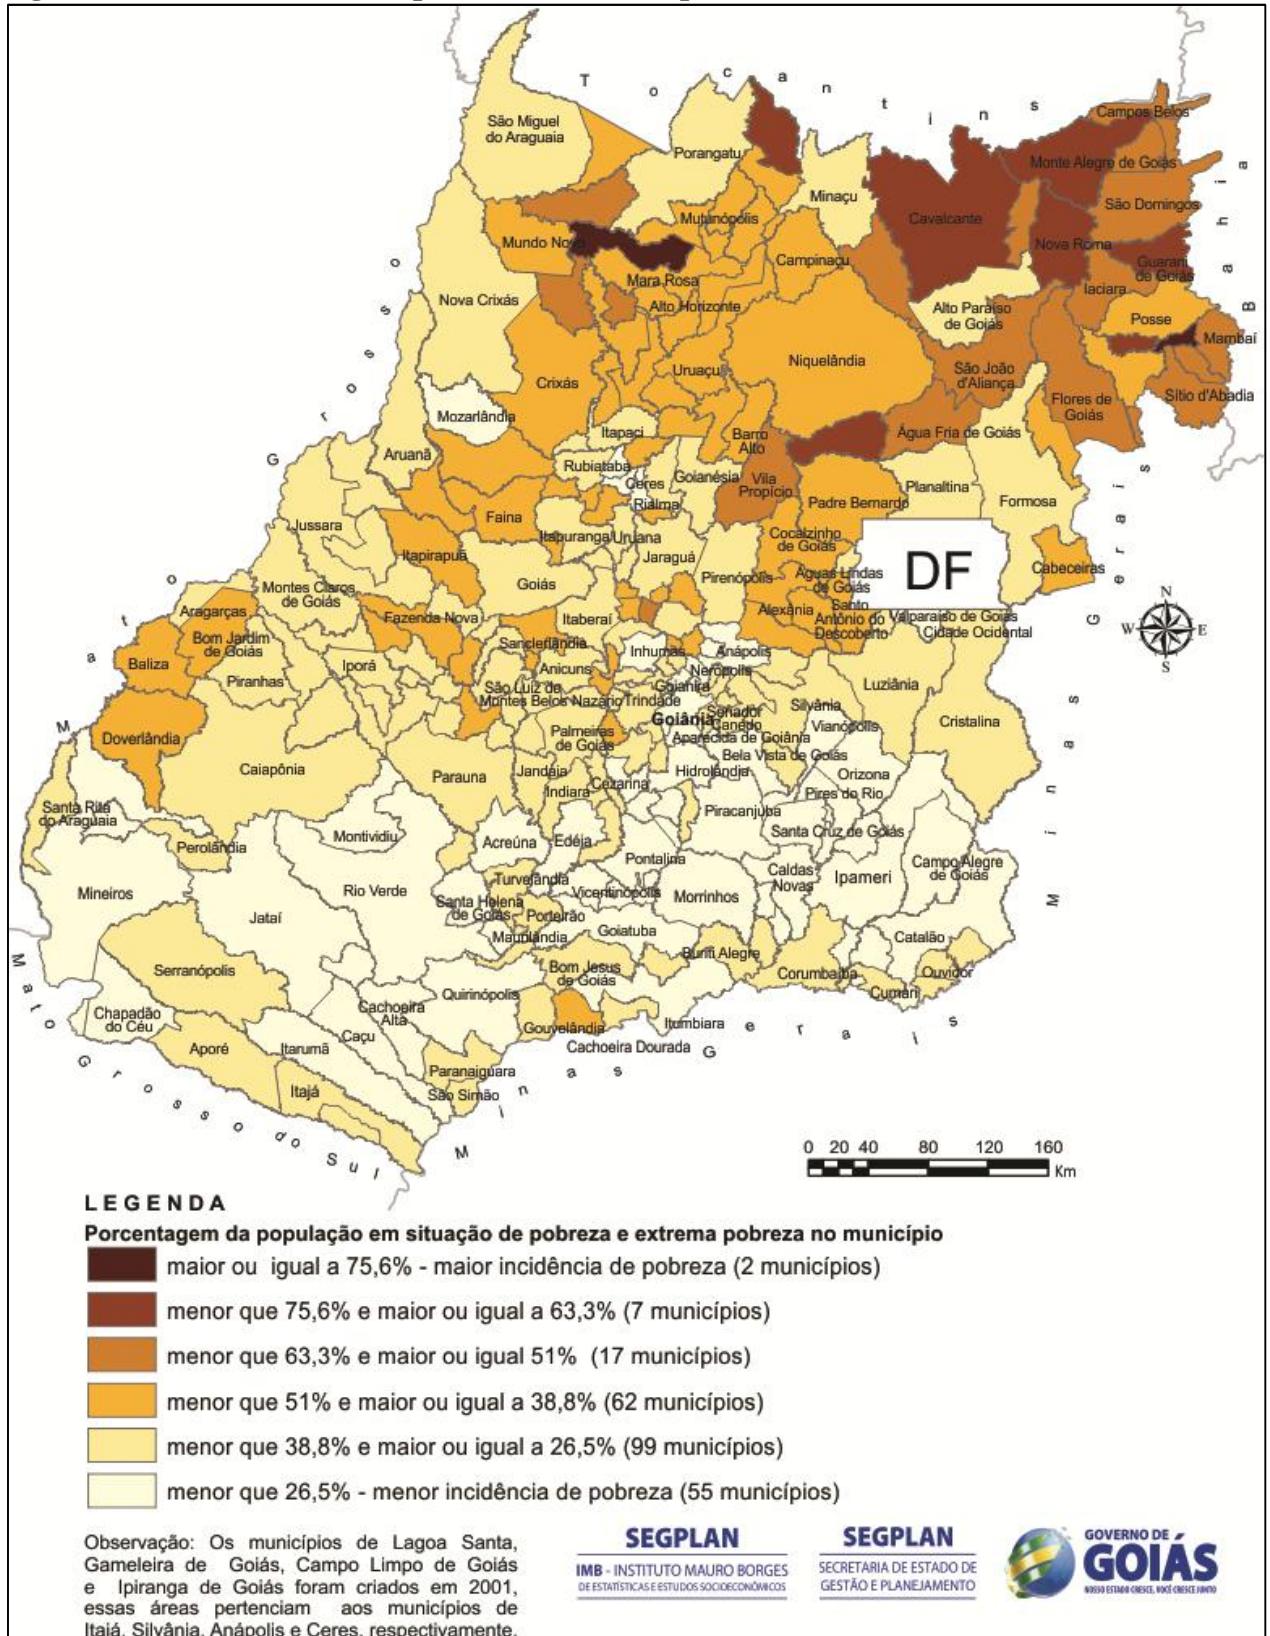 Tocantins
São Miguel
do Araguaia
Porangatu
Minaçu
Campos Belos
Monte Alegre de Goiás
São Domingos
Cavalcante
Nova Roma
Guarani
de Goiás
Iaciara
Bahia
Mutunópolis
Mundo Novo
Campinaçu
Mara Rosa
Alto Horizonte
Nova Crixás
Alto Paraíso
de Goiás
Posse
Mambaí
Niquelândia
Uruaçu
Crixás
São João
d'Aliança
Flores de
Goiás
Sítio d'Abadia
Mozarlândia
Itapaci
Barro
Alto
Água Fria de Goiás
Aruanã
Rubiataba
Ceres
Rialma
Goianésia
Vila
Propício
Padre Bernardo
Planaltina
Formosa
Jussara
Faina
Itapuranga
Uruana
Cocalzinho
de Goiás
DF
Cabeceiras
Itapirapuã
Jaraguá
Goiás
Pirenópolis
Águas Lindas
de Goiás
Montes Claros
de Goiás
Aragarças
Fazenda Nova
Itaberaí
Alexânia
Santo
Antônio do
Descoberto
Valparaiso de Goiás
Cidade Ocidental
N
W
E
S
Bom Jardim
de Goiás
Baliza
Iporá
Sanclerlândia
Inhumas
Anápolis
Anicuns
Nerópolis
Piranhas
São Luiz de
Montes Belos
Nazário
Trindade
Goianira
Goiânia
Senador
Canedo
Silvânia
Luziânia
Vianópolis
Cristalina
Doverlândia
Palmeiras
de Goiás
Aparecida de Goiânia
Bela Vista de Goiás
Caiapônia
Parauna
Jandaia
Indiara
Cezarina
Hidrolândia
Orizona
Pires do Rio
Santa Rita
do Araguaia
Piracanjuba
Santa Cruz de Goiás
Montividiu
Acreúna
Edéia
Perolândia
Pontalina
Caldas
Novas
Ipameri
Campo Alegre
de Goiás
Mineiros
Rio Verde
Turvelândia
Vicentinópolis
Morrinhos
Jataí
Santa Helena
de Goiás
Porteirão
Goiatuba
Maurilândia
Catalão
Buriti Alegre
Serranópolis
Bom Jesus
de Goiás
Corumbaíba
Ouvidor
Cumari
Quirinópolis
Chapadão
do Céu
Cachoeira
Alta
Gouvelândia
Itumbiara
Cachoeira Dourada
Caçu
Aporé
Itarumã
Paranaiguara
Itajá
São Simão
Mato Grosso
Minas Gerais
Mato Grosso do Sul
Minas Gerais
0 20 40 80 120 160
Km
LEGENDA
Porcentagem da população em situação de pobreza e extrema pobreza no município
maior ou igual a 75,6% - maior incidência de pobreza (2 municípios)
menor que 75,6% e maior ou igual a 63,3% (7 municípios)
menor que 63,3% e maior ou igual 51% (17 municípios)
menor que 51% e maior ou igual a 38,8% (62 municípios)
menor que 38,8% e maior ou igual a 26,5% (99 municípios)
menor que 26,5% - menor incidência de pobreza (55 municípios)
Observação: Os municípios de Lagoa Santa,
Gameleira de Goiás, Campo Limpo de Goiás
e Ipiranga de Goiás foram criados em 2001,
essas áreas pertenciam aos municípios de
Itajá, Silvânia, Anápolis e Ceres, respectivamente.
SEGPLAN
IMB - INSTITUTO MAURO BORGES
DE ESTATÍSTICAS E ESTUDOS SOCIOECONÔMICOS
SEGPLAN
SECRETARIA DE ESTADO DE
GESTÃO E PLANEJAMENTO
GOVERNO DE
GOIÁS
NOSSO ESTADO CRESCE, VOCÊ CRESCE JUNTO